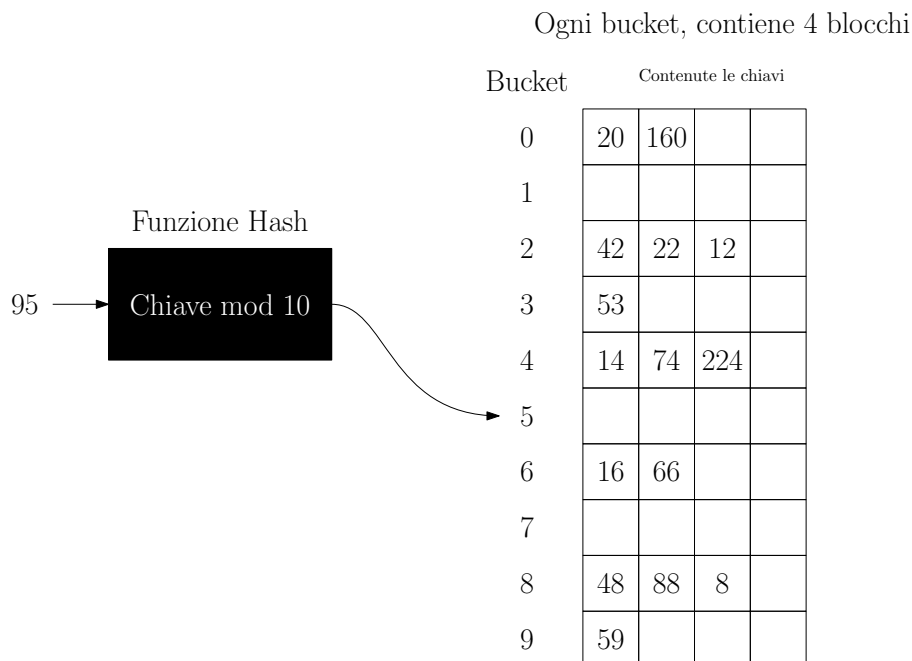 Ogni bucket, contiene 4 blocchi
Bucket
Contenute le chiavi
0 20 160
1
Funzione Hash
2 42 22 12
95 Chiave mod 10
3 53
4 14 74 224
5
6 16 66
7
8 48 88 8
9 59